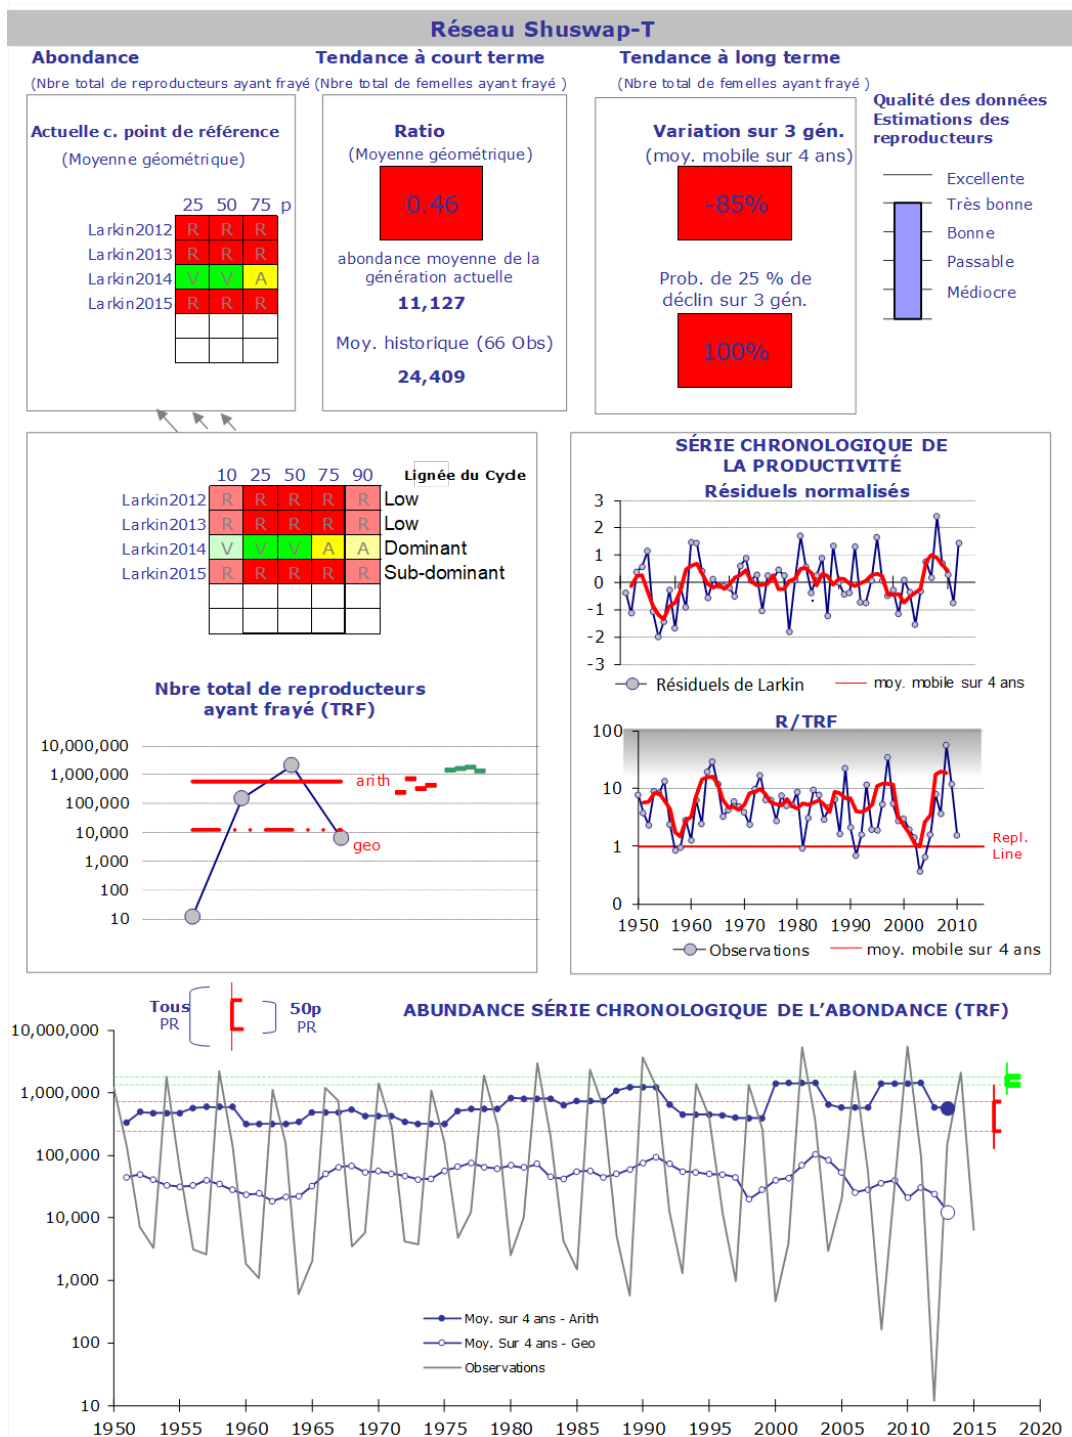 Réseau Shuswap-T
Abondance
(Nbre total de reproducteurs ayant frayé)
Actuelle c. point de référence
(Moyenne géométrique)
25 50 75 p
Larkin2012 R R R
Larkin2013 R R R
Larkin2014 V V A
Larkin2015 R R R
Tendance à court terme
(Nbre total de femelles ayant frayé )
Ratio
(Moyenne géométrique)
0.46
abondance moyenne de la
génération actuelle
11,127
Moy. historique (66 Obs)
24,409
Tendance à long terme
(Nbre total de femelles ayant frayé )
Variation sur 3 gén.
(moy. mobile sur 4 ans)
-85%
Prob. de 25 % de
déclin sur 3 gén.
100%
Qualité des données
Estimations des
reproducteurs
Excellente
Très bonne
Bonne
Passable
Médiocre
10 25 50 75 90 Lignée du Cycle
Larkin2012 R R R R R Low
Larkin2013 R R R R R Low
Larkin2014 V V V A A Dominant
Larkin2015 R R R R R Sub-dominant
Nbre total de reproducteurs
ayant frayé (TRF)
10,000,000
1,000,000
100,000
10,000
1,000
100
10
arith
geo
SÉRIE CHRONOLOGIQUE DE
LA PRODUCTIVITÉ
Résiduels normalisés
3
2
1
0
-1
-2
-3
Résiduels de Larkin moy. mobile sur 4 ans
R/TRF
100
10
1
0
Repl.
Line
1950 1960 1970 1980 1990 2000 2010
Observations moy. mobile sur 4 ans
Tous
PR
50p
PR
ABUNDANCE SÉRIE CHRONOLOGIQUE DE L’ABONDANCE (TRF)
10,000,000
1,000,000
100,000
10,000
1,000
100
10
Moy. sur 4 ans - Arith
Moy. Sur 4 ans - Geo
Observations
1950 1955 1960 1965 1970 1975 1980 1985 1990 1995 2000 2005 2010 2015 2020